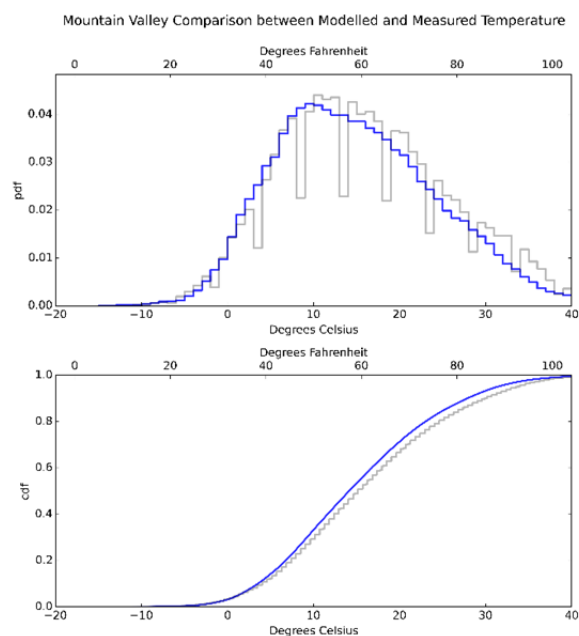 Mountain Valley Comparison between Modelled and Measured Temperature
Degrees Fahrenheit
0 20 40 60 80 100
0.04
0.03
0.02
0.01
0.00
pdf
−20 −10 0 10 20 30 40
Degrees Celsius
Degrees Fahrenheit
0 20 40 60 80 100
1.0
0.8
0.6
0.4
0.2
0.0
cdf
−20 −10 0 10 20 30 40
Degrees Celsius